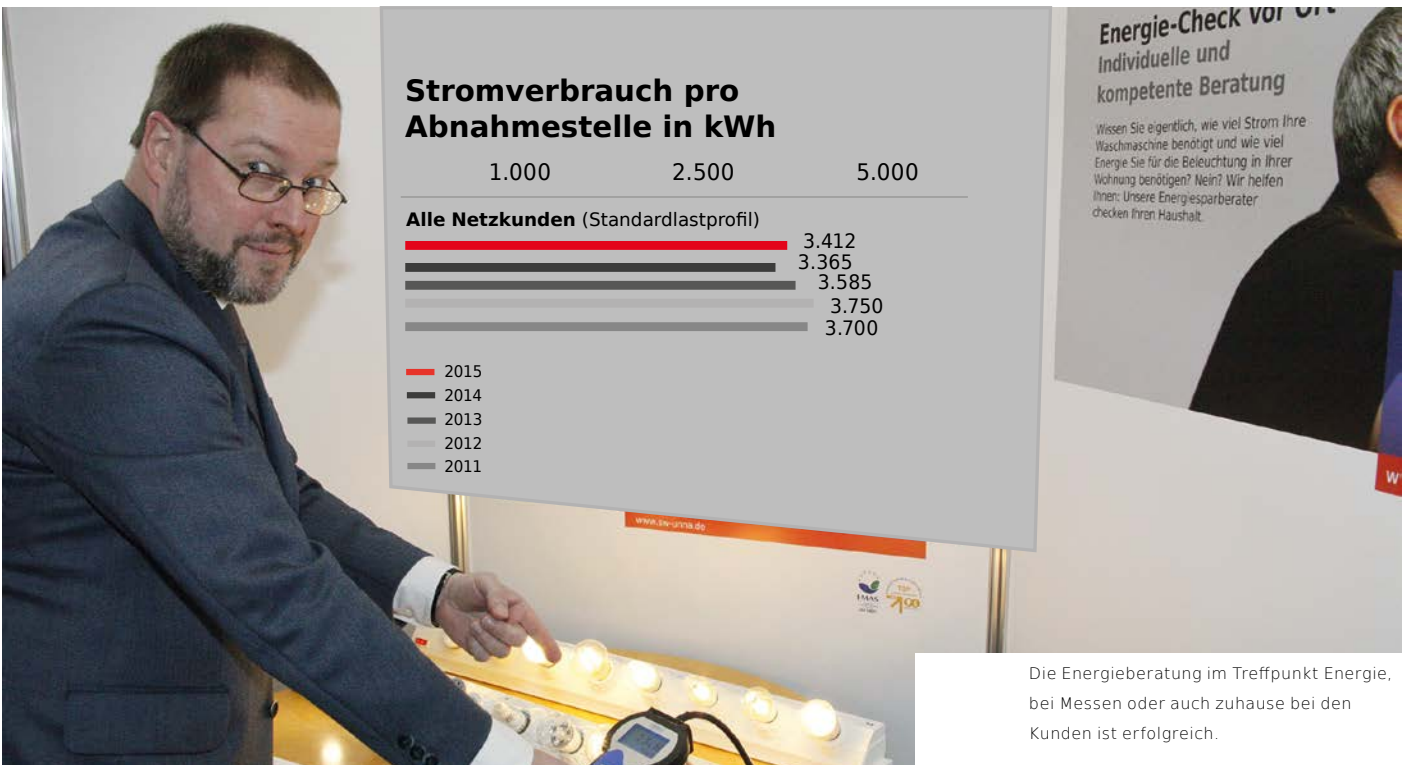 Stromverbrauch pro
Abnahmestelle in kWh
1.000 2.500 5.000
Alle Netzkunden (Standardlastprofil)
3.412
3.365
3.585
3.750
3.700
2015
2014
2013
2012
2011
Energie-Check vor Ort
Individuelle und
kompetente Beratung
Wissen Sie eigentlich, wie viel Strom Ihre
Waschmaschine benötigt und wie viel
Energie Sie für die Beleuchtung in Ihrer
Wohnung benötigen? Nein? Wir helfen
Ihnen: Unsere Energiesparberater
checken Ihren Haushalt.
www.sw-unna.de
EMAS
TOP
100
Die Energieberatung im Treffpunkt Energie,
bei Messen oder auch zuhause bei den
Kunden ist erfolgreich.